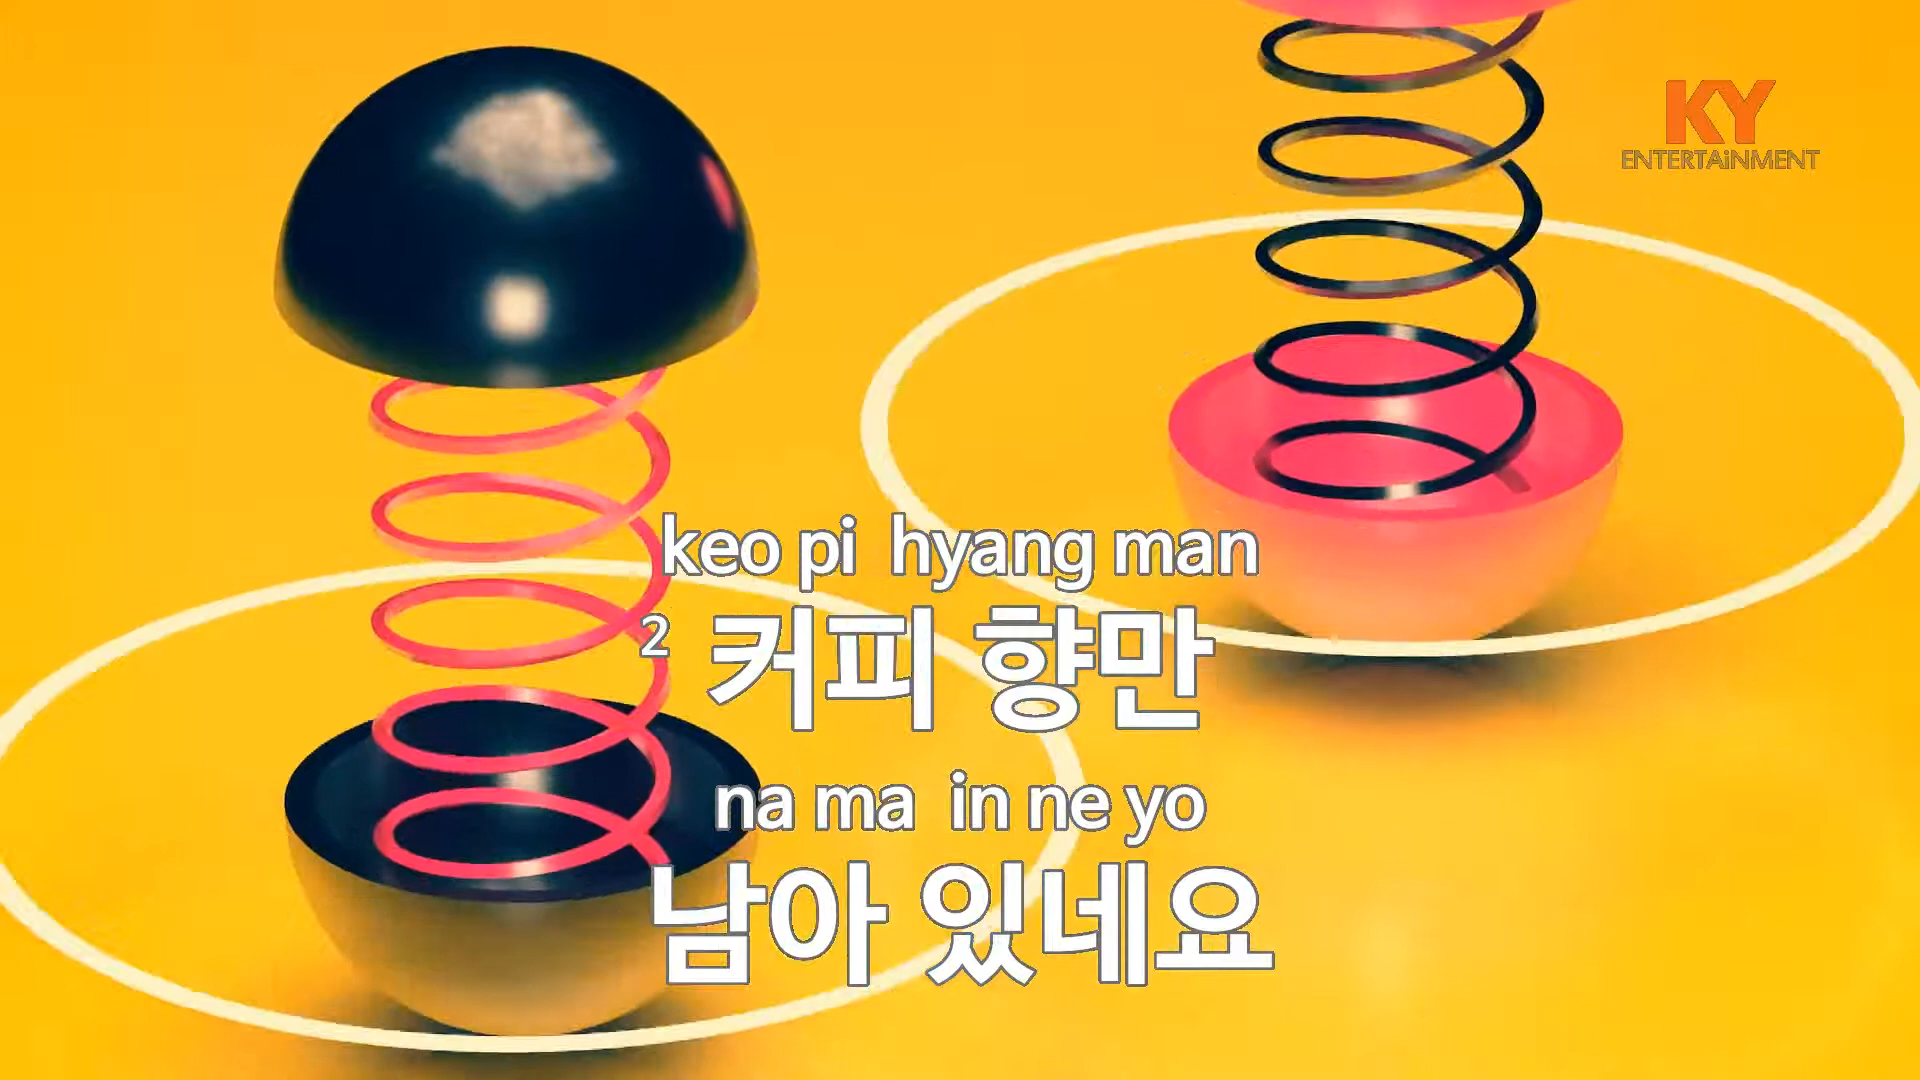 KY
ENTERTAiNMENT
keo pi hyang man
2 커피 향만
na ma in ne yo
남아 있네요